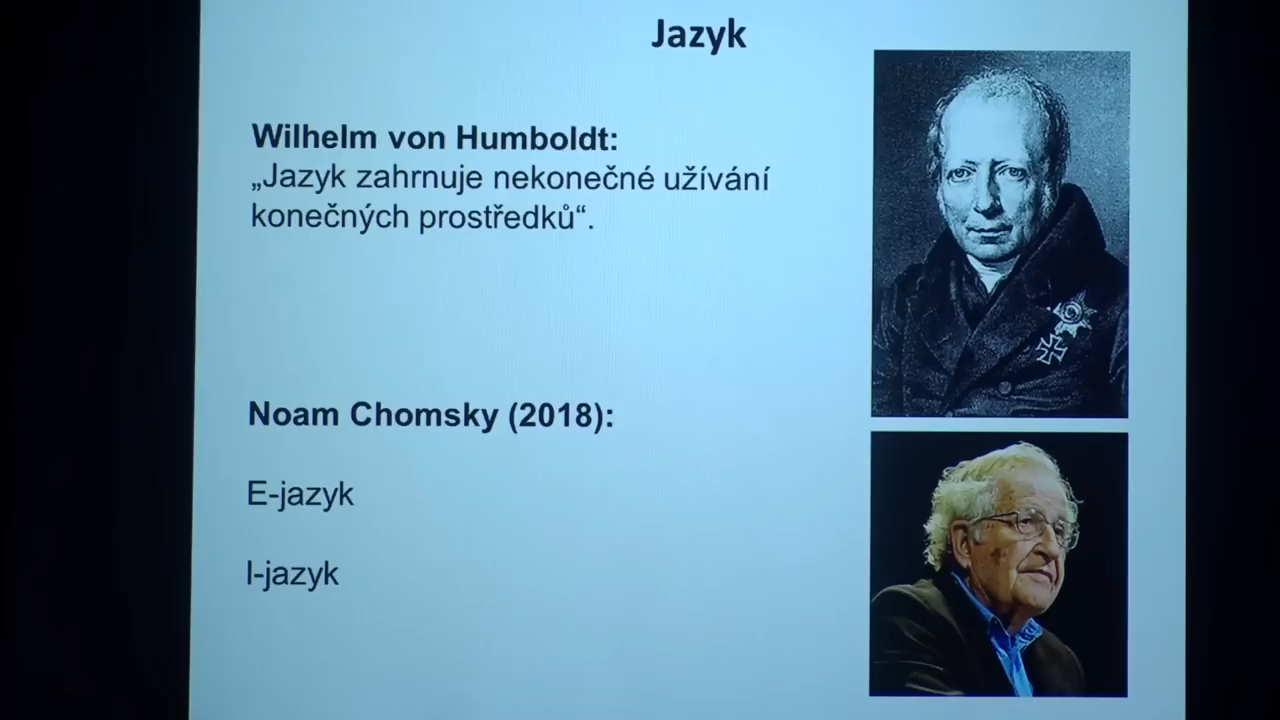 Jazyk
Wilhelm von Humboldt:
„Jazyk zahrnuje nekonečné užívání
konečných prostředků“.
Noam Chomsky (2018):
E-jazyk
I-jazyk